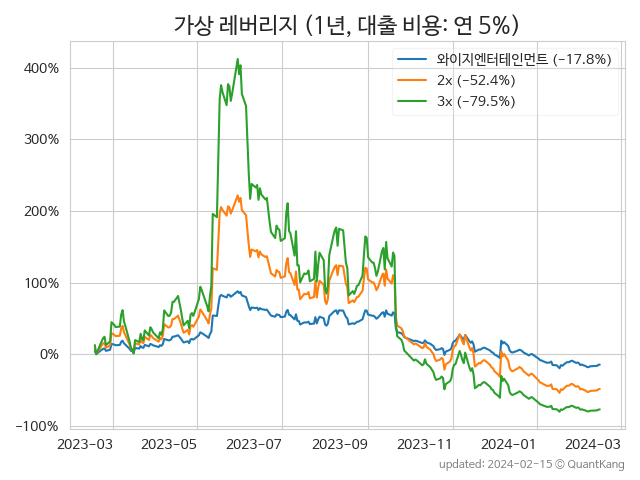 가상 레버리지 (1년, 대출 비용: 연 5%)
와이지엔터테인먼트 (−17.8%)
2x (−52.4%)
3x (−79.5%)
400%
300%
200%
100%
0%
−100%
2023-03 2023-05 2023-07 2023-09 2023-11 2024-01 2024-03
updated: 2024-02-15 © QuantKang